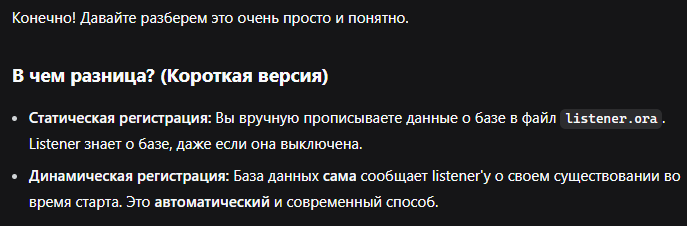 Конечно! Давайте разберем это очень просто и понятно.
В чем разница? (Короткая версия)
• Статическая регистрация: Вы вручную прописываете данные о базе в файл listener.ora.
Listener знает о базе, даже если она выключена.
• Динамическая регистрация: База данных сама сообщает listener'у о своем существовании во
время старта. Это автоматический и современный способ.